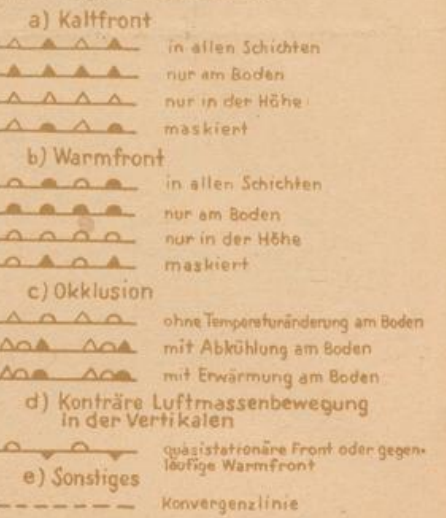 a) Kaltfront
in allen Schichten
nur am Boden
nur in der Höhe
maskiert
b) Warmfront
in allen Schichten
nur am Boden
nur in der Höhe
maskiert
c) Okklusion
ohne Temperaturänderung am Boden
mit Abkühlung am Boden
mit Erwärmung am Boden
d) Konträre Luftmassenbewegung
in der Vertikalen
quasistationäre Front oder gegen-
läufige Warmfront
e) Sonstiges
Konvergenzlinie